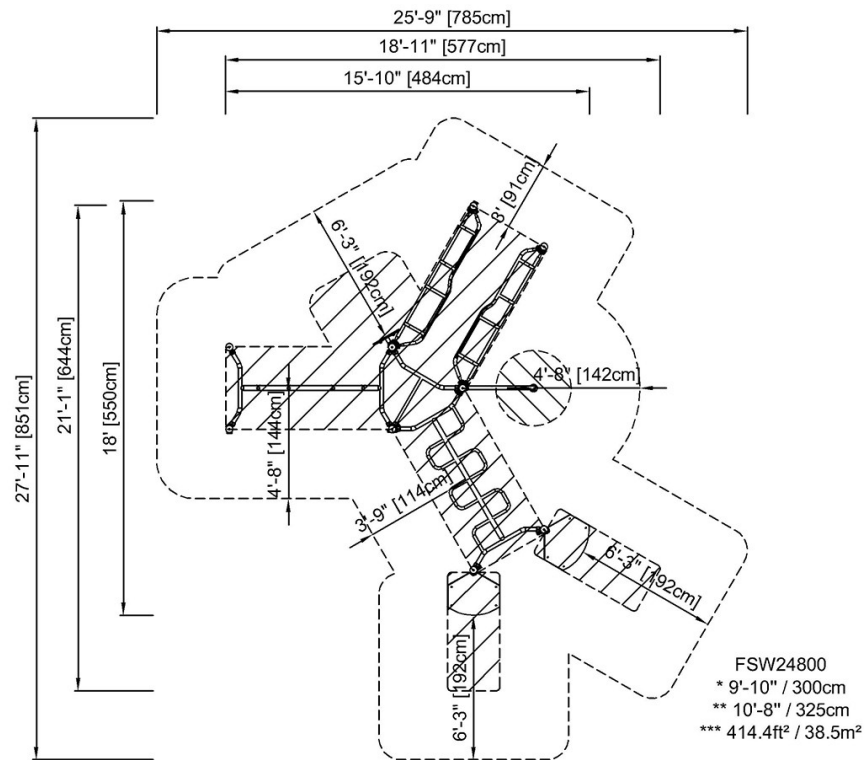 25'-9" [785cm]
18'-11" [577cm]
15'-10" [484cm]
27'-11" [851cm]
21'-1" [644cm]
18' [550cm]
3' [91cm]
6'-3" [192cm]
4'-8" [142cm]
4'-8" [144cm]
3'-9" [114cm]
6'-3" [192cm]
6'-3" [192cm]
FSW24800
* 9'-10" / 300cm
** 10'-8" / 325cm
*** 414.4ft² / 38.5m²